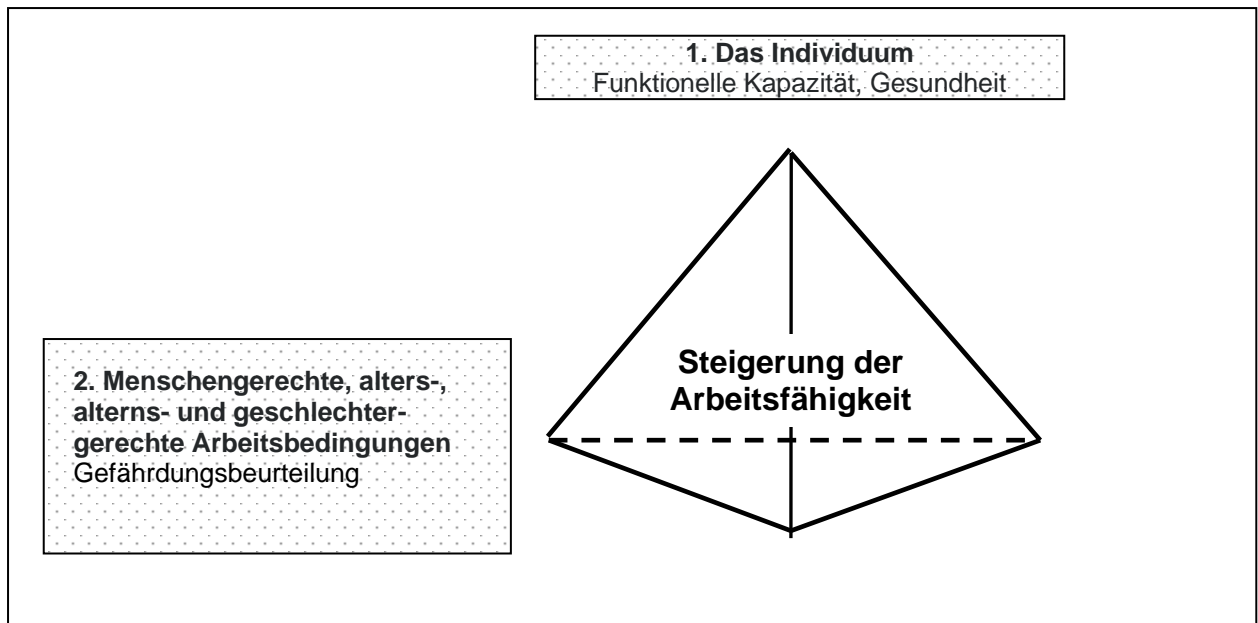 1. Das Individuum
Funktionelle Kapazität, Gesundheit
Steigerung der
Arbeitsfähigkeit
2. Menschengerechte, alters-,
alterns- und geschlechter-
gerechte Arbeitsbedingungen
Gefährdungsbeurteilung